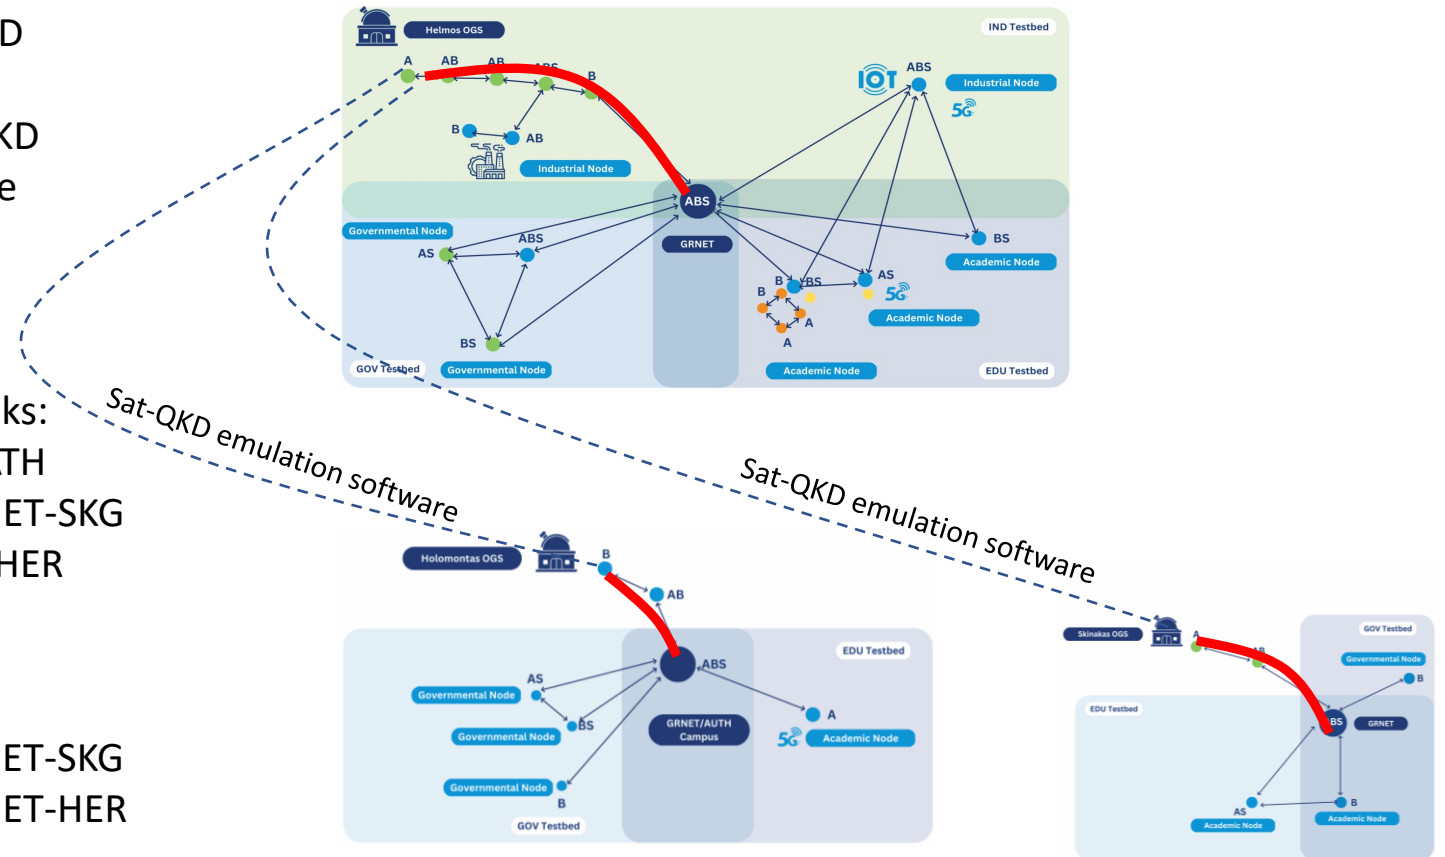 D
KD
e
ks:
ATH
ET-SKG
HER
ET-SKG
ET-HER
Helmos OGS
IND Testbed
A
AB
AB
ABS
B
B
AB
Industrial Node
IOT
ABS
Industrial Node
5G
ABS
GRNET
Governmental Node
AS
ABS
BS
GOV Testbed
Governmental Node
BS
Academic Node
B
BS
B
A
A
AS
5G
Academic Node
Academic Node
EDU Testbed
Sat-QKD emulation software
Sat-QKD emulation software
Holomontas OGS
B
AB
EDU Testbed
ABS
GRNET/AUTH
Campus
AS
Governmental Node
BS
Governmental Node
Governmental Node
B
GOV Testbed
A
5G
Academic Node
Skinakas OGS
A
AB
GOV Testbed
Governmental Node
B
EDU Testbed
BS
GRNET
AS
Academic Node
B
Academic Node